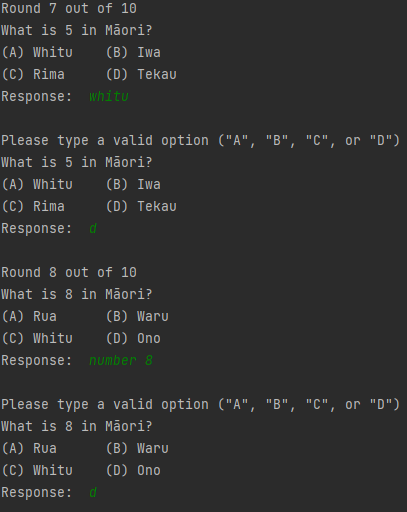 Round 7 out of 10
What is 5 in Māori?
(A) Whitu    (B) Iwa
(C) Rima     (D) Tekau
Response:  whitu

Please type a valid option ("A", "B", "C", or "D")
What is 5 in Māori?
(A) Whitu    (B) Iwa
(C) Rima     (D) Tekau
Response:  d

Round 8 out of 10
What is 8 in Māori?
(A) Rua      (B) Waru
(C) Whitu    (D) Ono
Response:  number 8

Please type a valid option ("A", "B", "C", or "D")
What is 8 in Māori?
(A) Rua      (B) Waru
(C) Whitu    (D) Ono
Response:  d